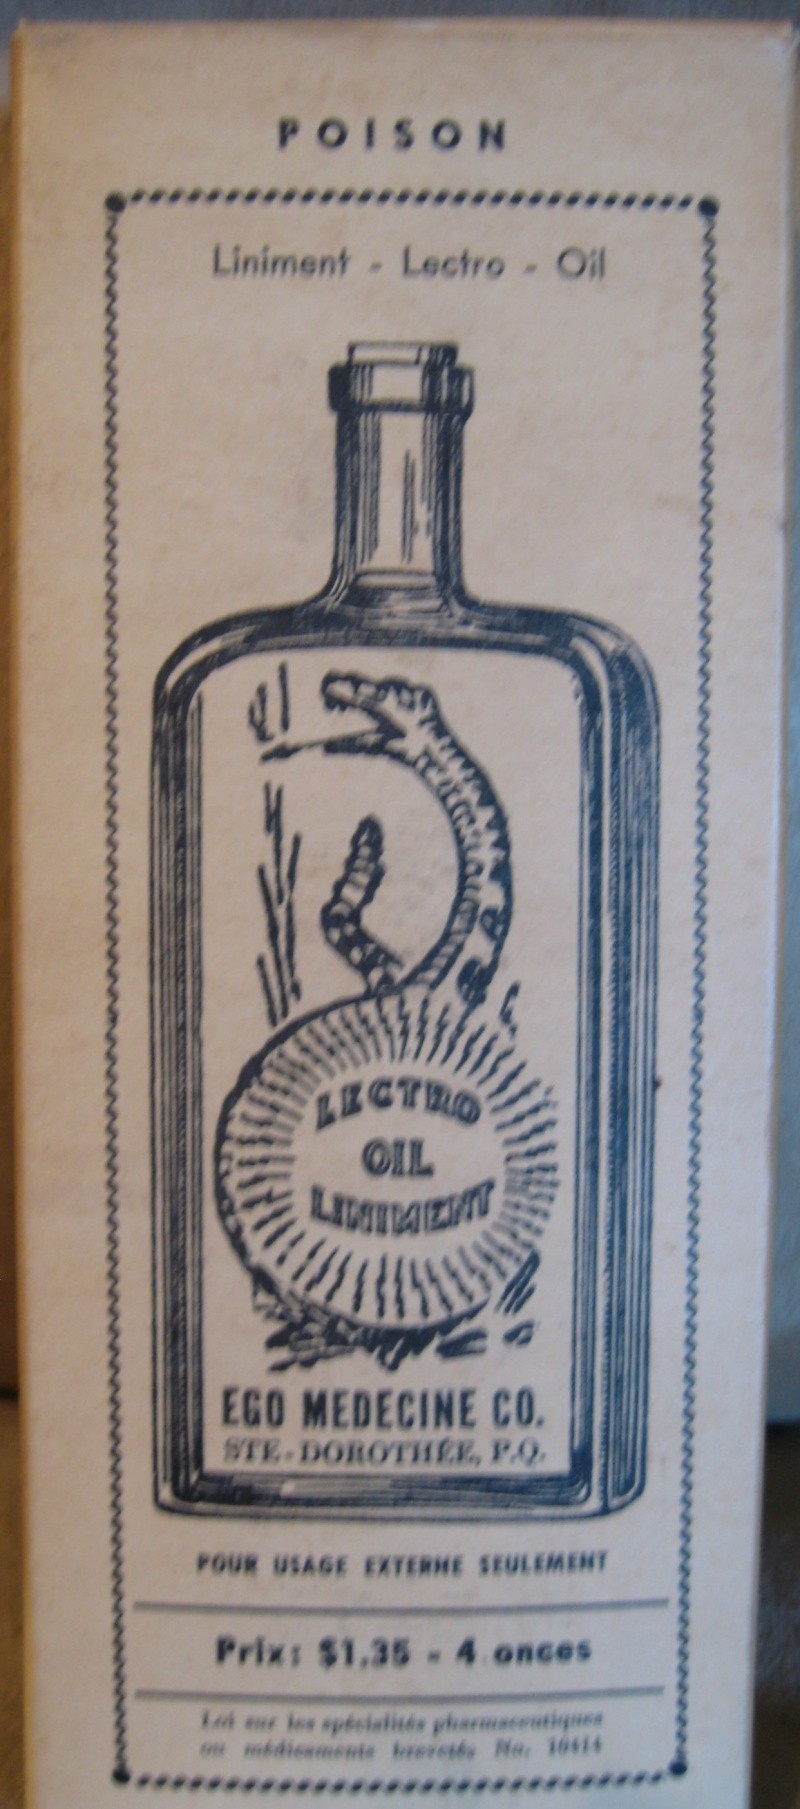 POISON
Liniment - Lectro - Oil
LECTRO
OIL
LINIMENT
EGO MEDECINE CO.
STE-DOROTHÉE, P.Q.
POUR USAGE EXTERNE SEULEMENT
Prix: $1.35 - 4 onces
Loi sur les spécialités pharmaceutiques
ou médicaments brevetés No. 10414